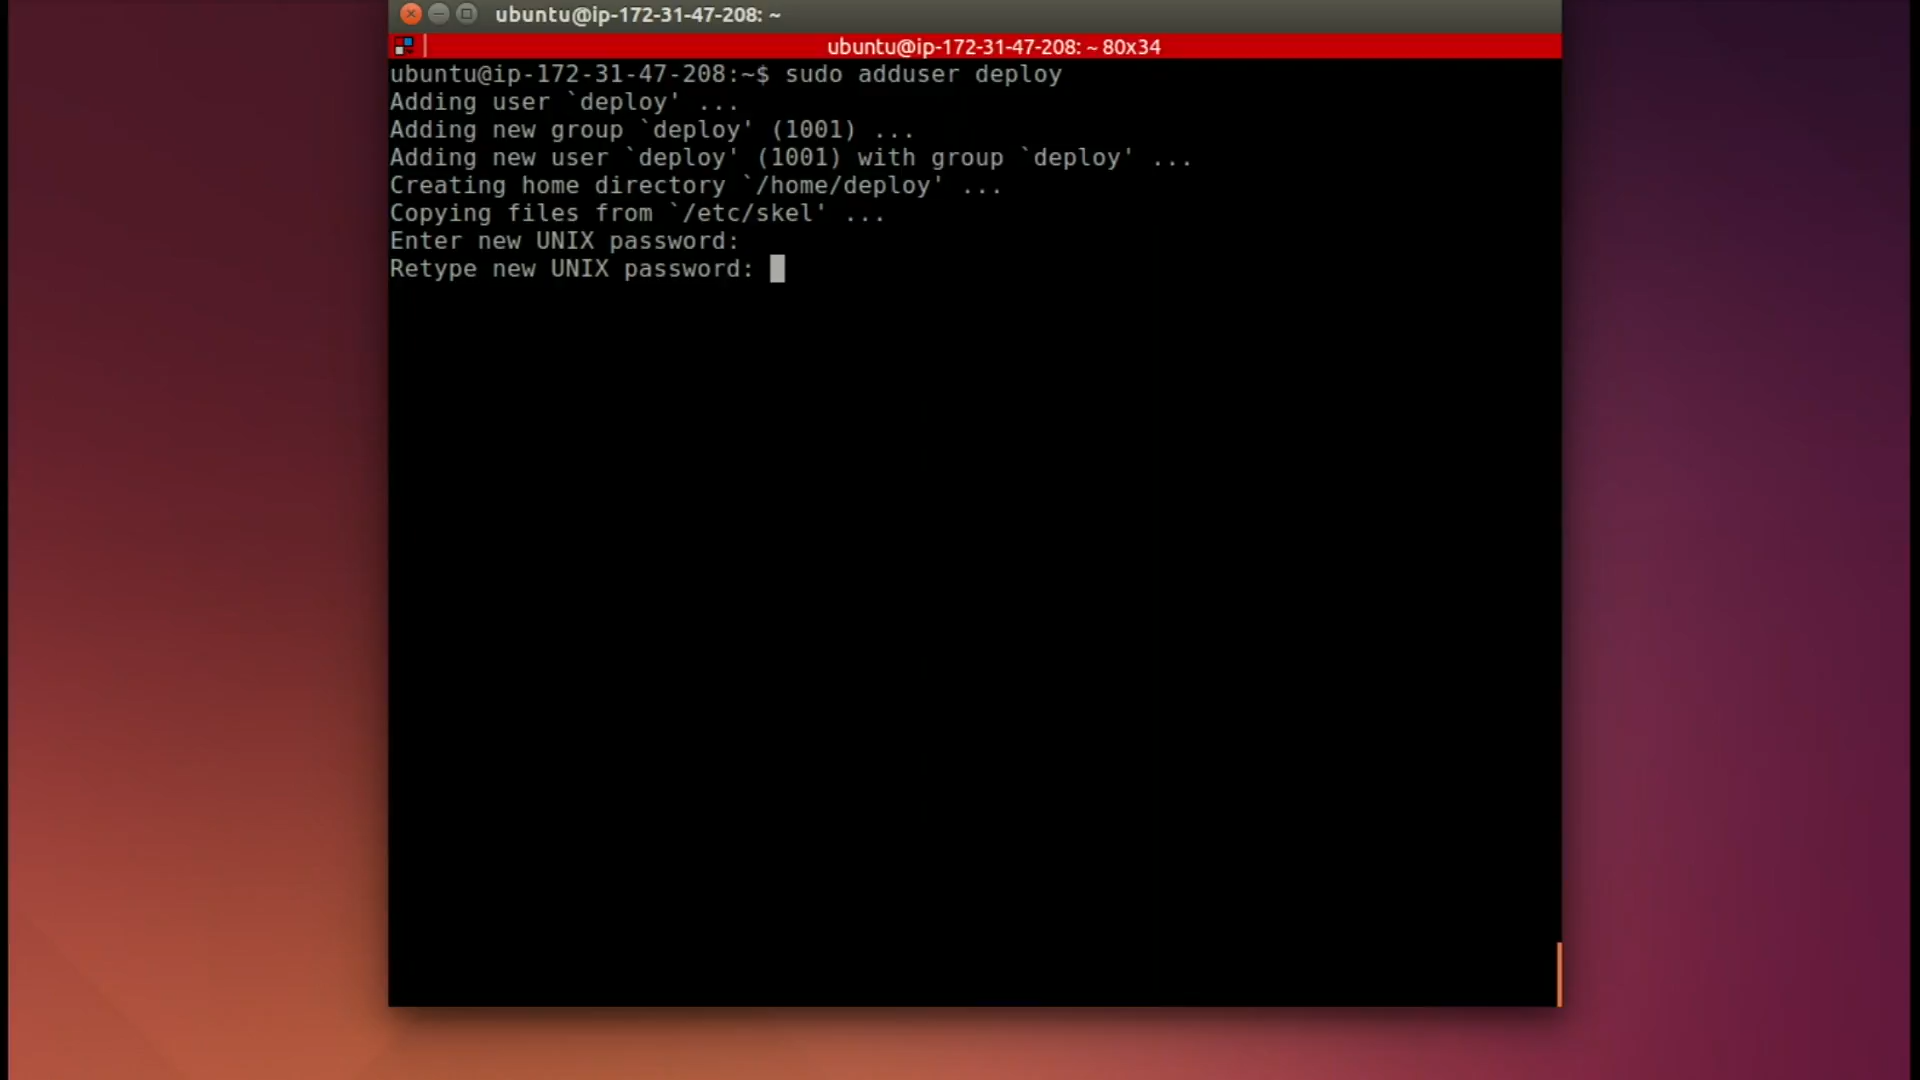 ubuntu@ip-172-31-47-208: ~
ubuntu@ip-172-31-47-208: ~ 80x34
ubuntu@ip-172-31-47-208:~$ sudo adduser deploy
Adding user `deploy' ...
Adding new group `deploy' (1001) ...
Adding new user `deploy' (1001) with group `deploy' ...
Creating home directory `/home/deploy' ...
Copying files from `/etc/skel' ...
Enter new UNIX password:
Retype new UNIX password: